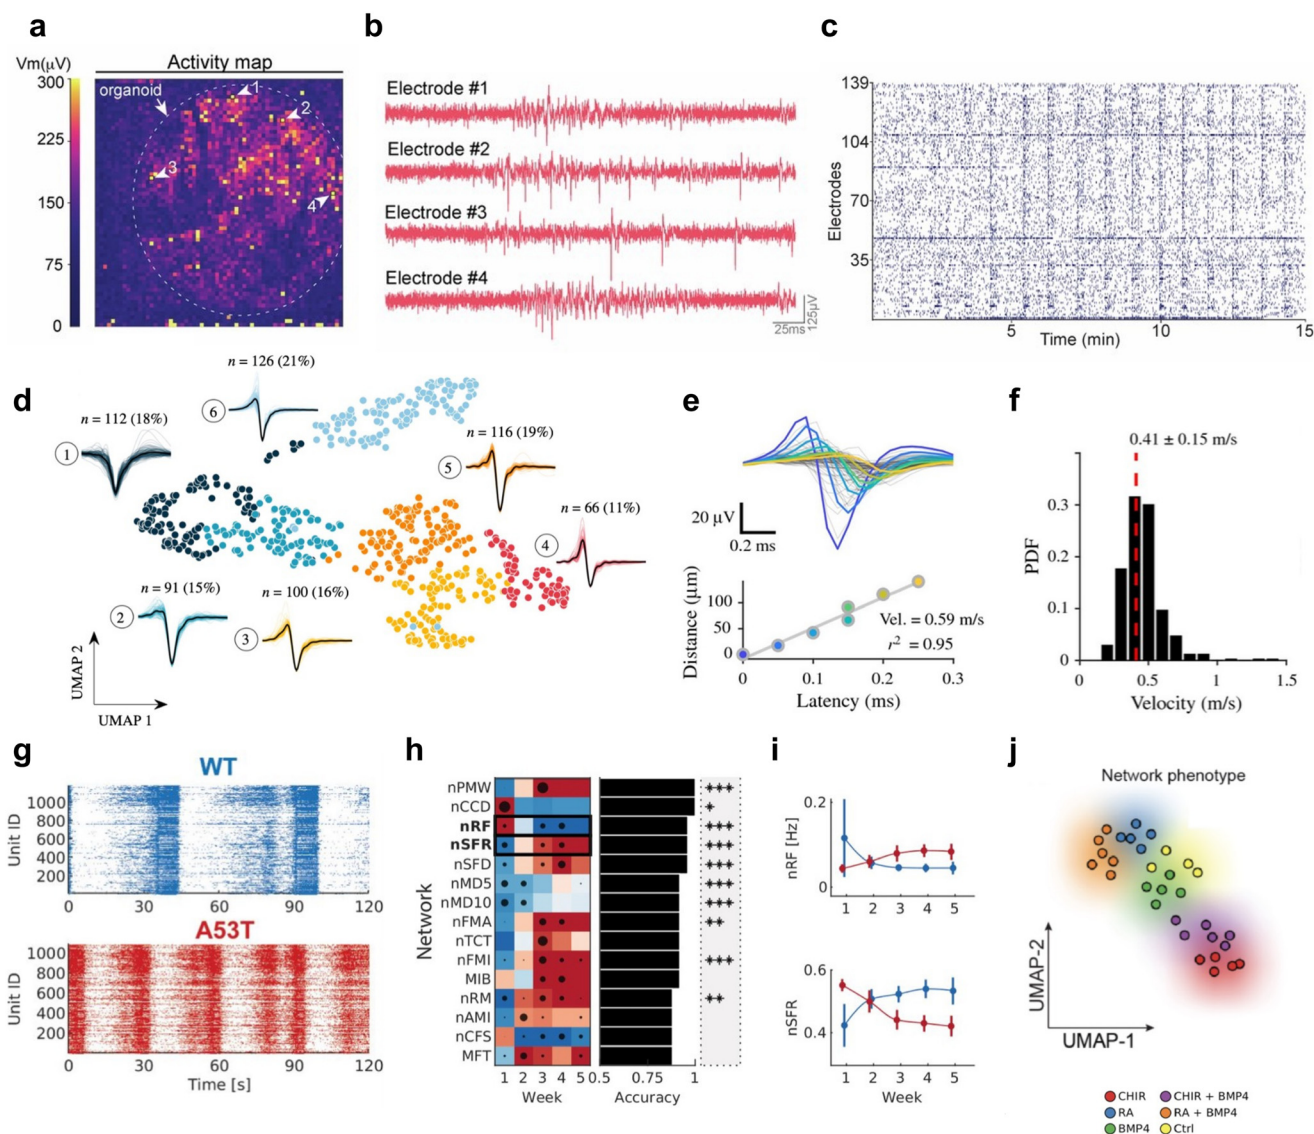 a
Activity map
Vm(μV)
300
225
150
75
0
organoid
1
2
3
4
b
Electrode #1
Electrode #2
Electrode #3
Electrode #4
25ms
125μV
c
139
104
70
35
Electrodes
5
10
15
Time (min)
d
n = 126 (21%)
6
n = 112 (18%)
1
n = 116 (19%)
5
n = 66 (11%)
4
n = 91 (15%)
2
n = 100 (16%)
3
UMAP 2
UMAP 1
e
20 μV
0.2 ms
Distance (μm)
100
50
0
Vel. = 0.59 m/s
r² = 0.95
0 0.1 0.2 0.3
Latency (ms)
f
0.41 ± 0.15 m/s
PDF
0.3
0.2
0.1
0
0 0.5 1 1.5
Velocity (m/s)
g
WT
Unit ID
1000
800
600
400
200
0 30 60 90 120
A53T
Unit ID
1000
800
600
400
200
0 30 60 90 120
Time [s]
h
Network
nPMW
nCCD
nRF
nSFR
nSFD
nMD5
nMD10
nFMA
nTCT
nFMI
MIB
nRM
nAMI
nCFS
MFT
1 2 3 4 5
Week
0.5 0.75 1
Accuracy
i
nRF [Hz]
0.2
0
1 2 3 4 5
nSFR
0.6
0.4
1 2 3 4 5
Week
j
Network phenotype
UMAP-2
UMAP-1
CHIR
CHIR + BMP4
RA
RA + BMP4
BMP4
Ctrl